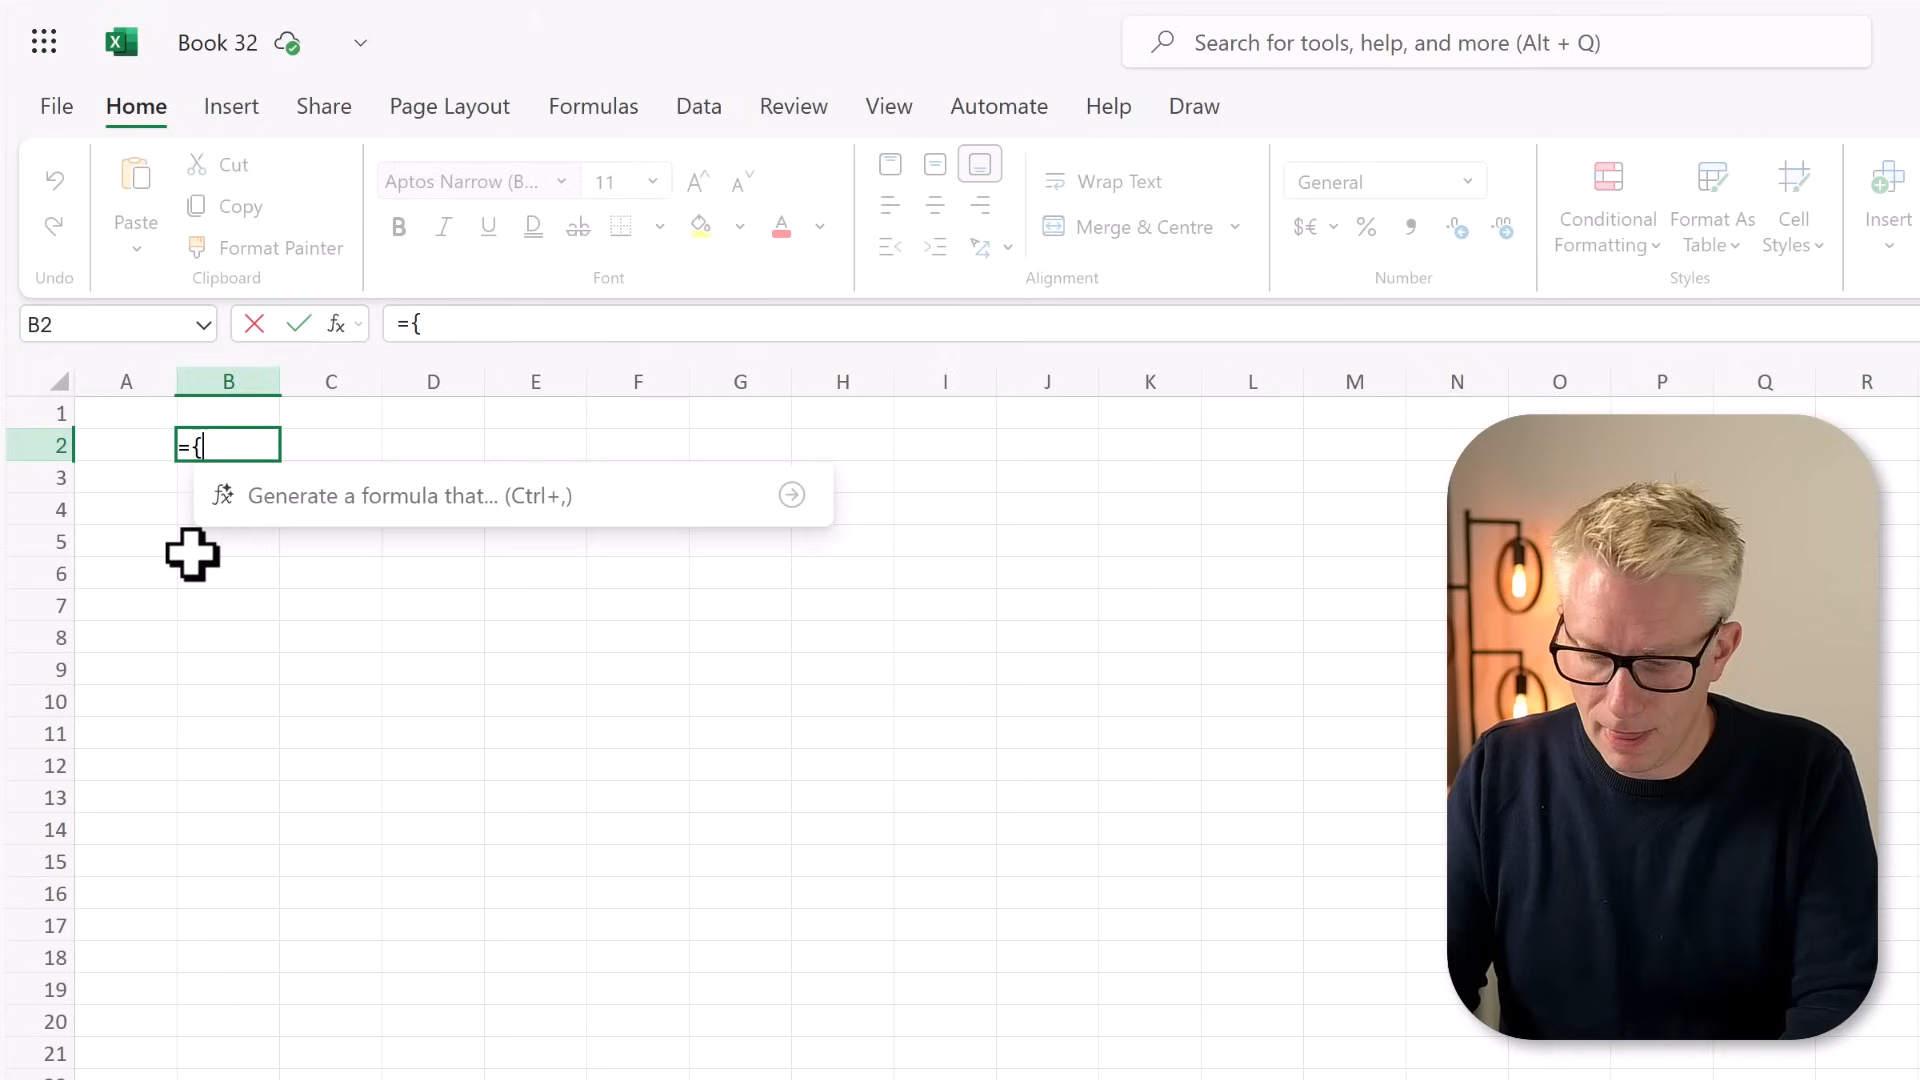 Book 32
Search for tools, help, and more (Alt + Q)
File Home Insert Share Page Layout Formulas Data Review View Automate Help Draw
Cut
Copy
Format Painter
Paste
Undo
Clipboard
Aptos Narrow (B... 11
B I U D ab A
Font
Wrap Text
Merge & Centre
Alignment
General
$€ % 
Number
Conditional
Formatting
Format As
Table
Cell
Styles
Styles
Insert
B2 fx ={
A B C D E F G H I J K L M N O P Q R
1
2 ={
Generate a formula that... (Ctrl+,)
3
4
5
6
7
8
9
10
11
12
13
14
15
16
17
18
19
20
21